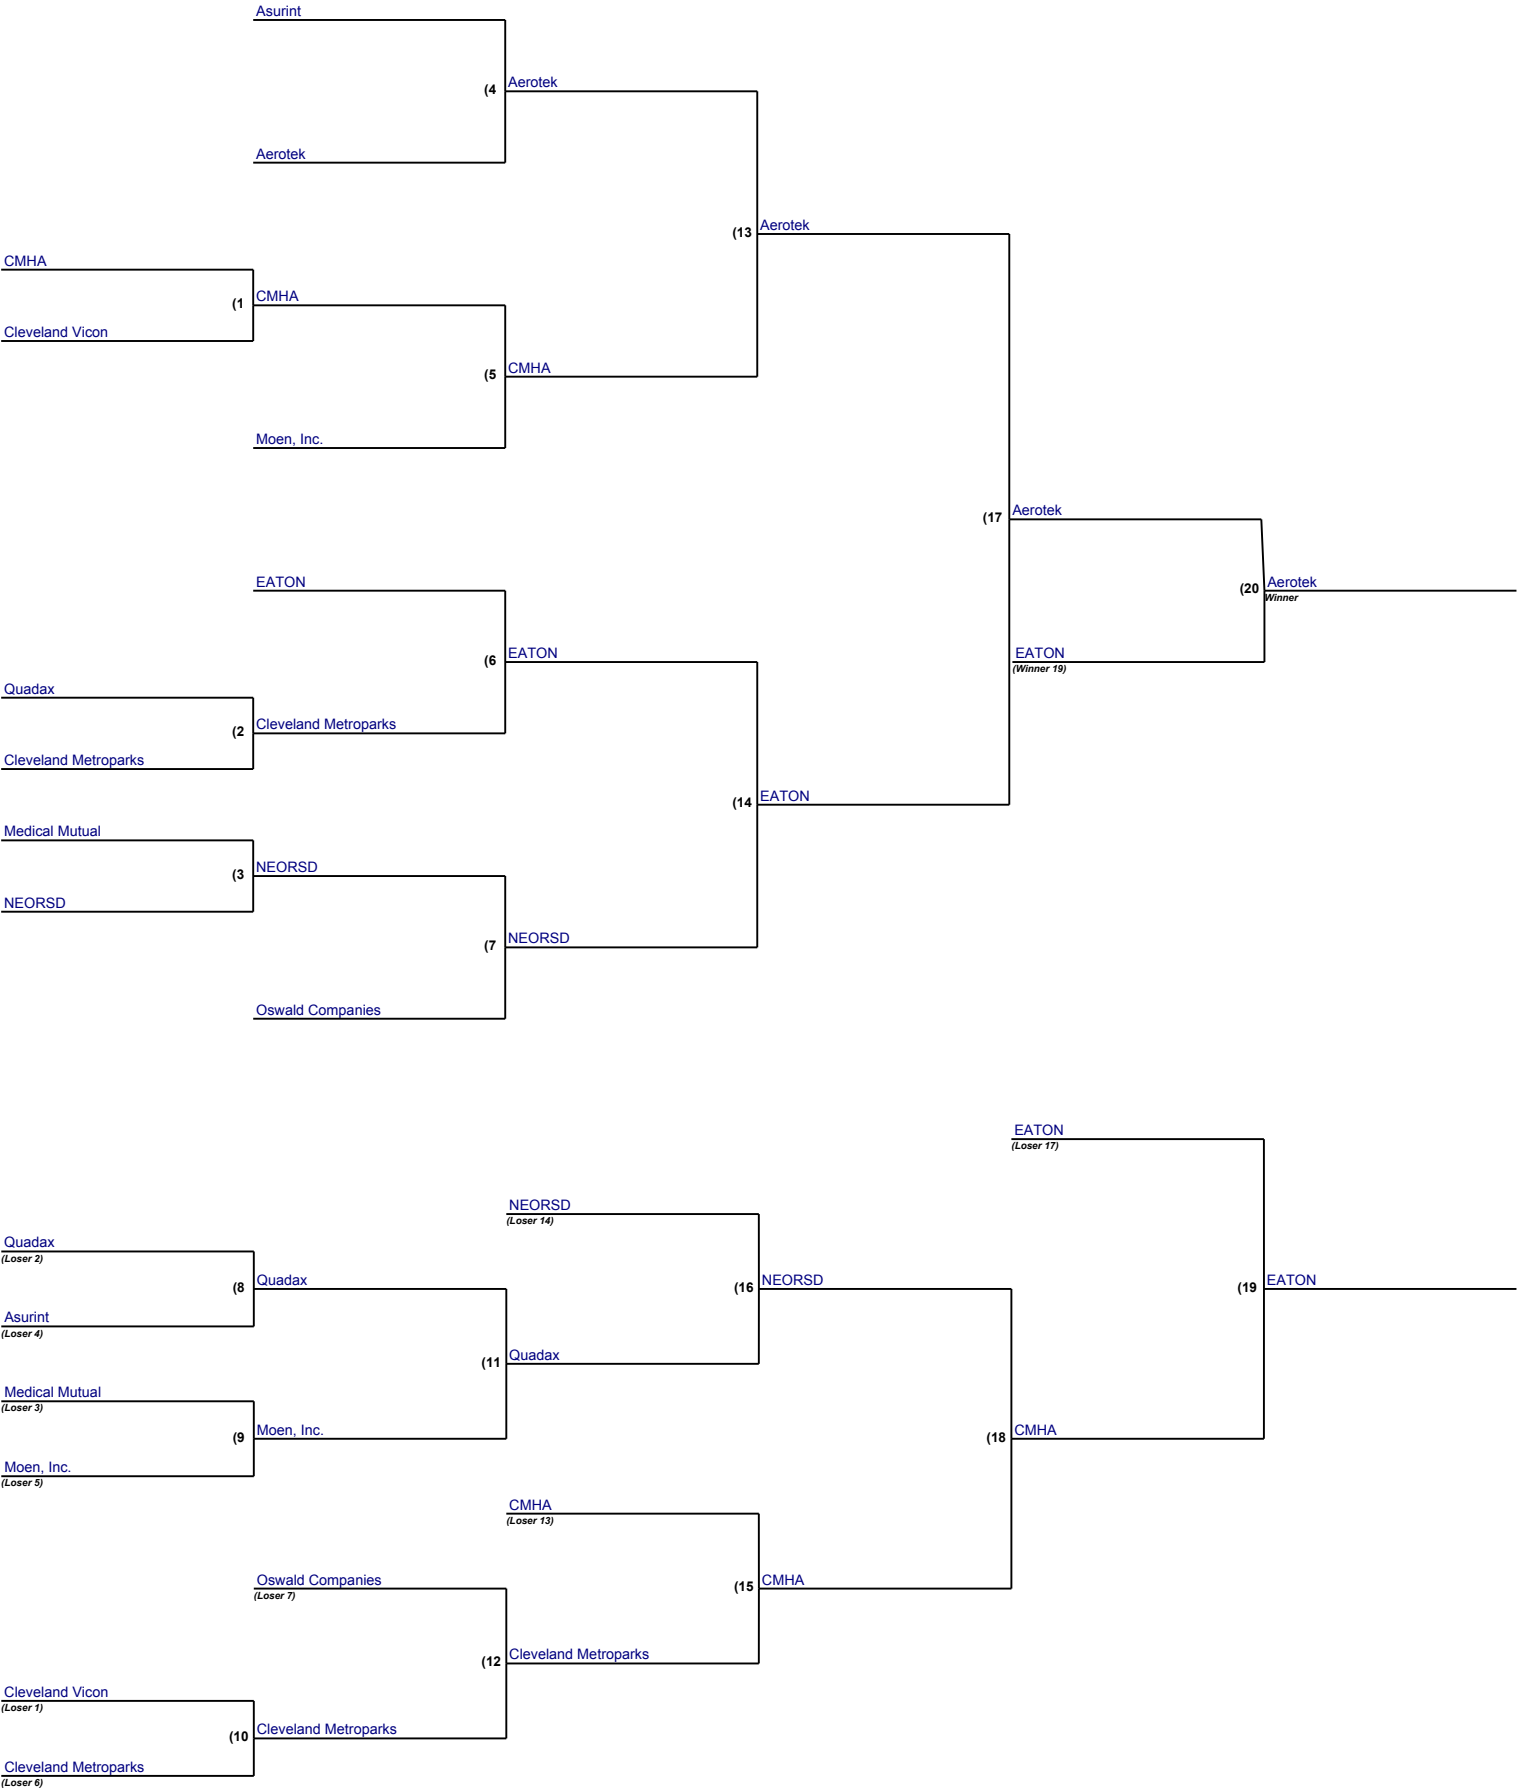 Asurint
(4
Aerotek
Aerotek
(13
Aerotek
CMHA
(1
CMHA
Cleveland Vicon
(5
CMHA
Moen, Inc.
(17
Aerotek
EATON
(20
Aerotek
Winner
(6
EATON
EATON
(Winner 19)
Quadax
(2
Cleveland Metroparks
Cleveland Metroparks
(14
EATON
Medical Mutual
(3
NEORSD
NEORSD
(7
NEORSD
Oswald Companies
EATON
(Loser 17)
NEORSD
(Loser 14)
Quadax
(Loser 2)
(8
Quadax
(16
NEORSD
(19
EATON
Asurint
(Loser 4)
(11
Quadax
Medical Mutual
(Loser 3)
(9
Moen, Inc.
(18
CMHA
Moen, Inc.
(Loser 5)
CMHA
(Loser 13)
Oswald Companies
(Loser 7)
(15
CMHA
(12
Cleveland Metroparks
Cleveland Vicon
(Loser 1)
(10
Cleveland Metroparks
Cleveland Metroparks
(Loser 6)